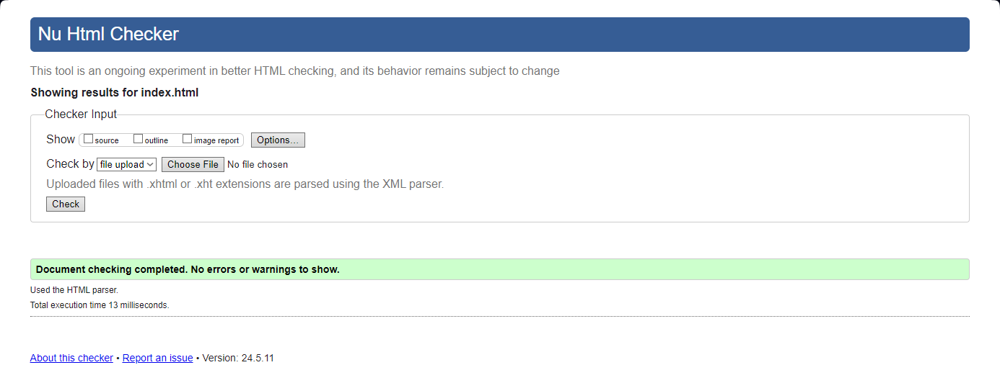 Nu Html Checker
This tool is an ongoing experiment in better HTML checking, and its behavior remains subject to change
Showing results for index.html
Checker Input
Show source outline image report Options...
Check by file upload Choose File No file chosen
Uploaded files with .xhtml or .xht extensions are parsed using the XML parser.
Check
Document checking completed. No errors or warnings to show.
Used the HTML parser.
Total execution time 13 milliseconds.
About this checker • Report an issue • Version: 24.5.11